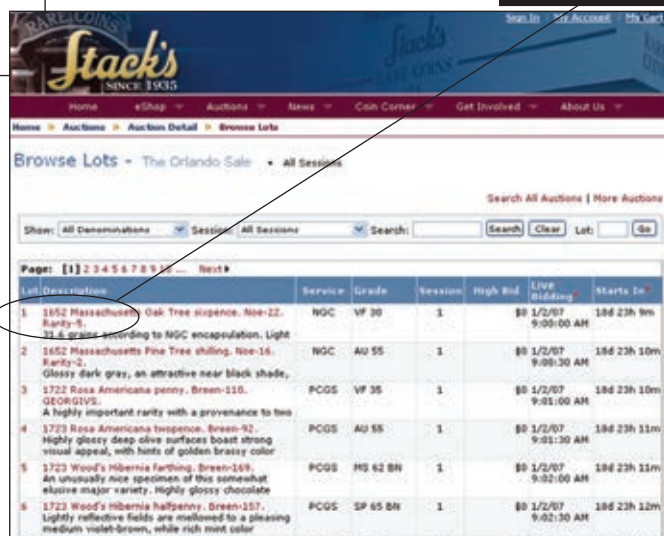 RARE COINS
Stack's
SINCE 1935
Stack's
RARE COINS
Sign In | My Account | My Cart
Home eShop Auctions News Coin Corner Get Involved About Us
Home Auctions Auction Detail Browse Lots
Browse Lots - The Orlando Sale • All Sessions
Search All Auctions | More Auctions
Show: All Denominations Session: All Sessions Search: Search Clear Lot: Go
Page: [1] 2 3 4 5 6 7 8 9 10 ... Next
Lot Description Service Grade Session High Bid Live Bidding* Starts In*
1 1652 Massachusetts Oak Tree sixpence. Noe-22. NGC VF 30 1 $0 1/2/07 18d 23h 9m
Rarity-5. 9:00:00 AM
31.6 grains according to NGC encapsulation. Light
2 1652 Massachusetts Pine Tree shilling. Noe-16. NGC AU 55 1 $0 1/2/07 18d 23h 10m
Rarity-2. 9:00:30 AM
Glossy dark gray, an attractive near black shade,
3 1722 Rosa Americana penny. Breen-118. PCGS VF 35 1 $0 1/2/07 18d 23h 10m
GEORGIVS. 9:01:00 AM
A highly important rarity with a provenance to two
4 1723 Rosa Americana twopence. Breen-92. PCGS AU 55 1 $0 1/2/07 18d 23h 11m
Highly glossy deep olive surfaces boast strong 9:01:30 AM
visual appeal, with hints of golden brassy color
5 1723 Wood's Hibernia farthing. Breen-169. PCGS MS 62 BN 1 $0 1/2/07 18d 23h 11m
An unusually nice specimen of this somewhat 9:02:00 AM
elusive major variety. Highly glossy chocolate
6 1723 Wood's Hibernia halfpenny. Breen-157. PCGS SP 65 BN 1 $0 1/2/07 18d 23h 12m
Lightly reflective fields are mellowed to a pleasing 9:02:30 AM
medium violet-brown, while rich mint color